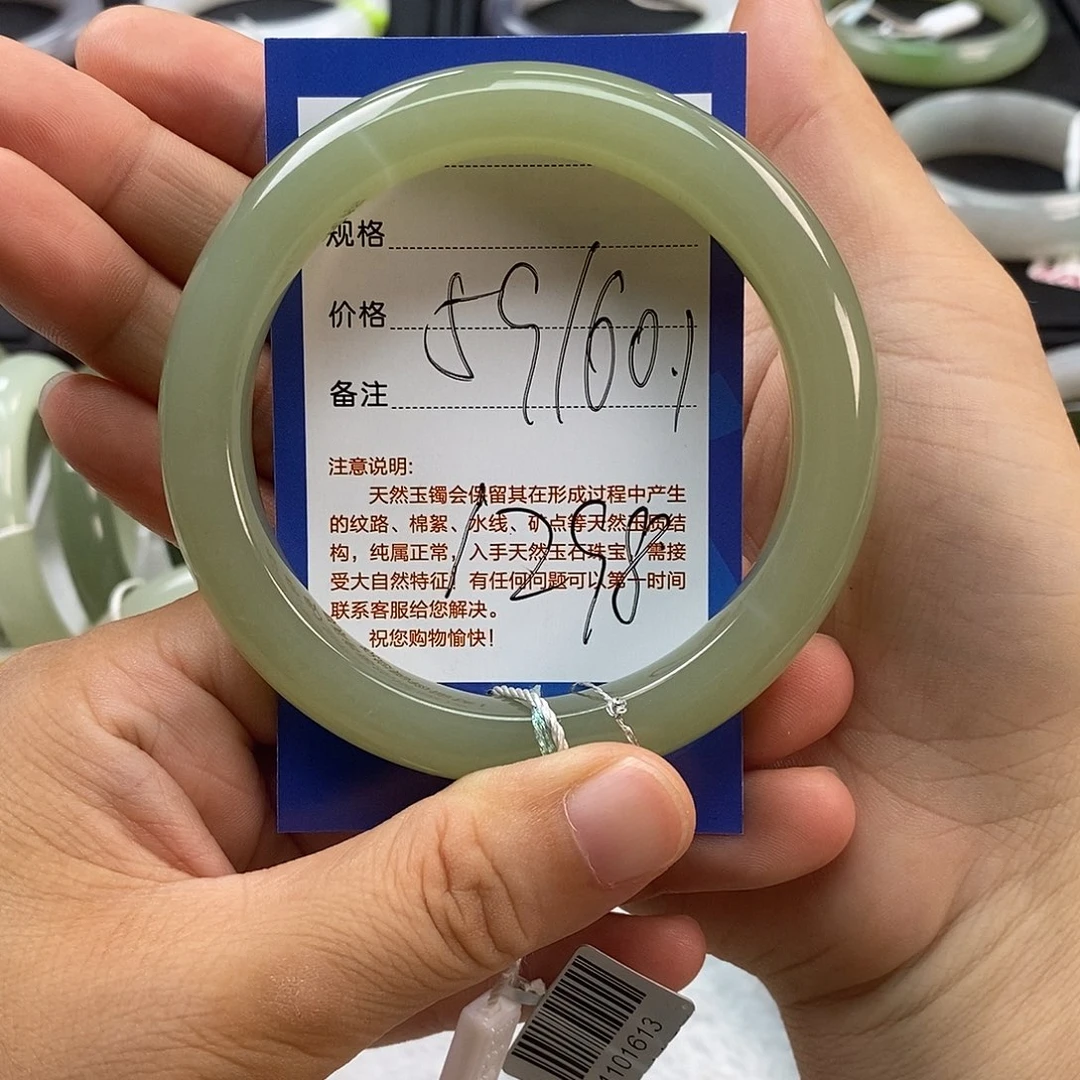 规格
价格 59/60.1
备注
注意说明:
天然玉镯会保留其在形成过程中产生
的纹路、棉絮、水线、矿点等天然玉质结
构，纯属正常，入手天然玉石珠宝，需接
受大自然特征！有任何问题可以第一时间
联系客服给您解决。
祝您购物愉快！
1298
1101613